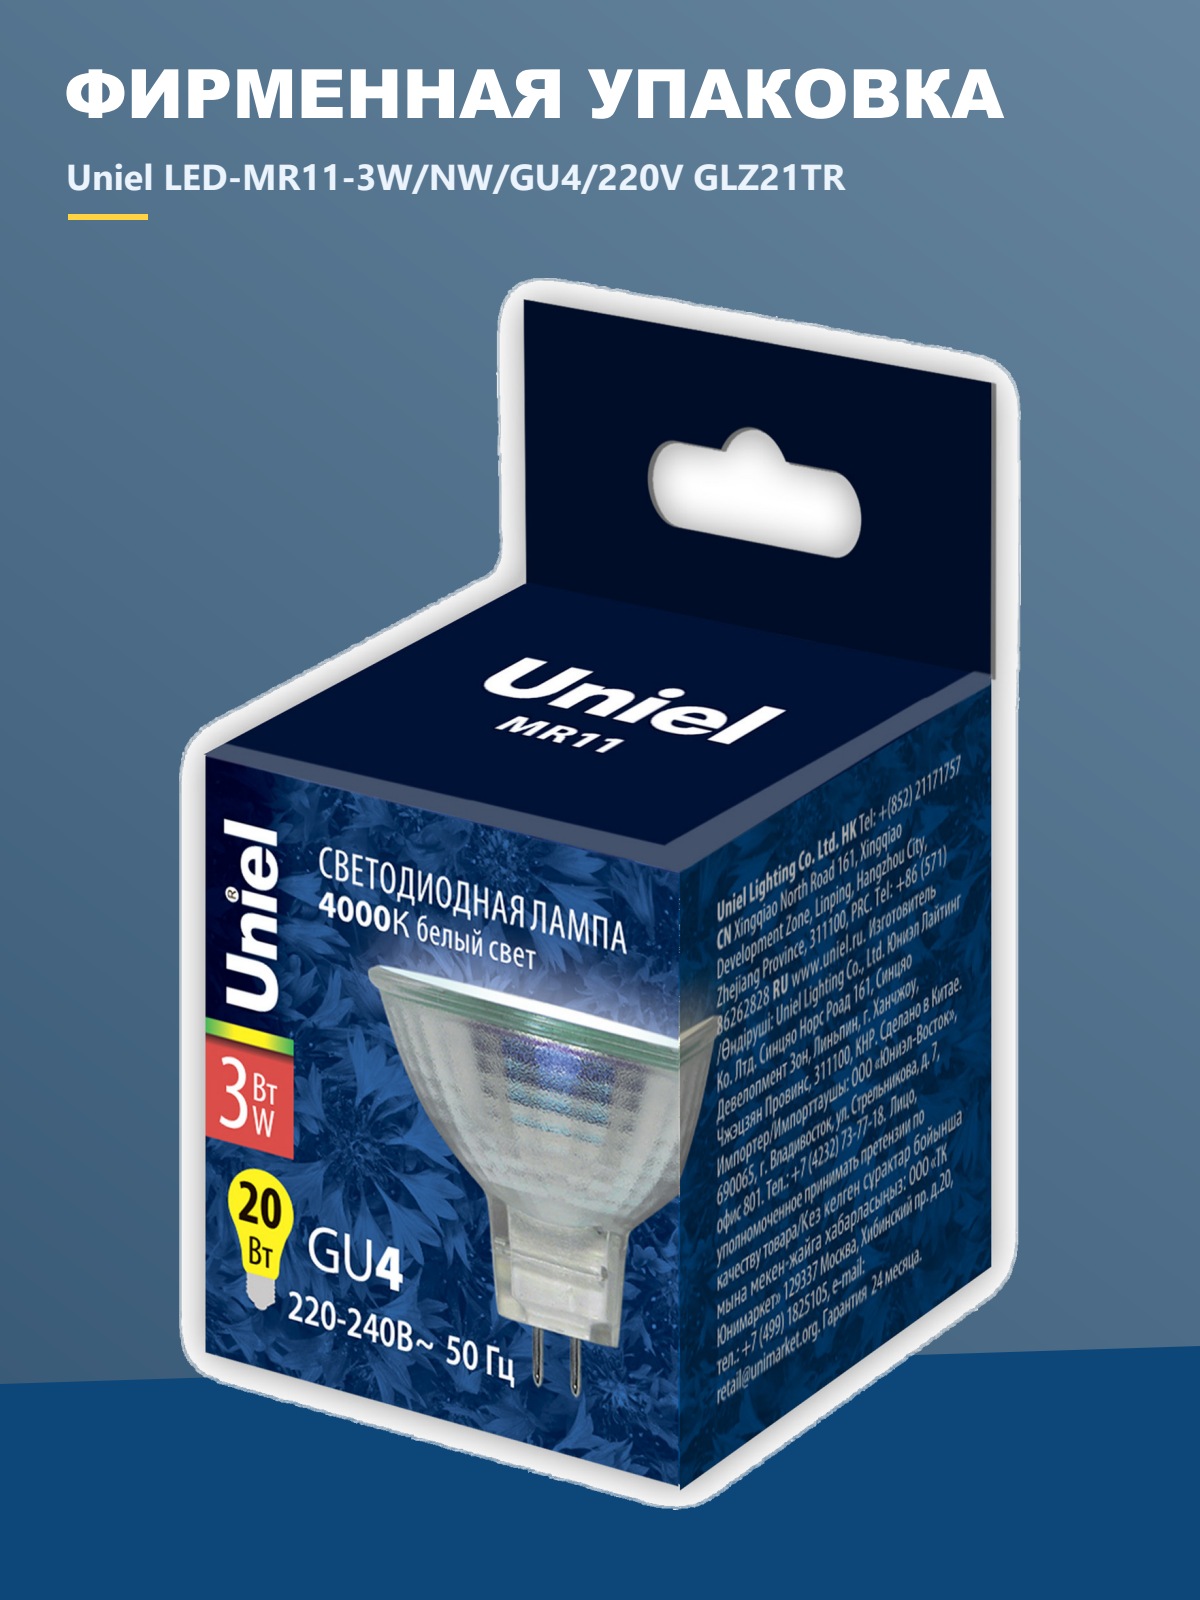 ФИРМЕННАЯ УПАКОВКА
Uniel LED-MR11-3W/NW/GU4/220V GLZ21TR
Uniel
MR11
Uniel®
СВЕТОДИОДНАЯ ЛАМПА
4000K белый свет
3 Вт W
20 Вт
GU4
220-240В~ 50 Гц
Uniel Lighting Co. Ltd. HK Tel: +(852) 21171757
CN Xingqiao North Road 161, Xingqiao
Development Zone, Linping, Hangzhou City,
Zhejiang Province, 311100, PRC. Tel: +86 (571)
86262828 RU www.uniel.ru. Изготовитель
/Өндіруші: Uniel Lighting Co., Ltd. Юниэл Лайтинг
Ко. Лтд. Синцяо Норс Роад 161, Синцяо
Девелопмент Зон, Линьпин, г. Ханчжоу,
Чжэцзян Провинс, 311100, КНР. Сделано в Китае.
Импортер/Импорттаушы: ООО «Юниэл-Восток»,
690065, г. Владивосток, ул. Стрельникова, д. 7,
офис 801. Тел.: +7 (4232) 73-77-18. Лицо,
уполномоченное принимать претензии по
качеству товара/Кез келген сурақтар бойынша
мына мекен-жайга хабарласыңыз: ООО «ТК
Юнимаркет» 129337 Москва, Хибинский пр. д.20,
тел.: +7 (499) 1825105, e-mail:
retail@unimarket.org. Гарантия 24 месяца.